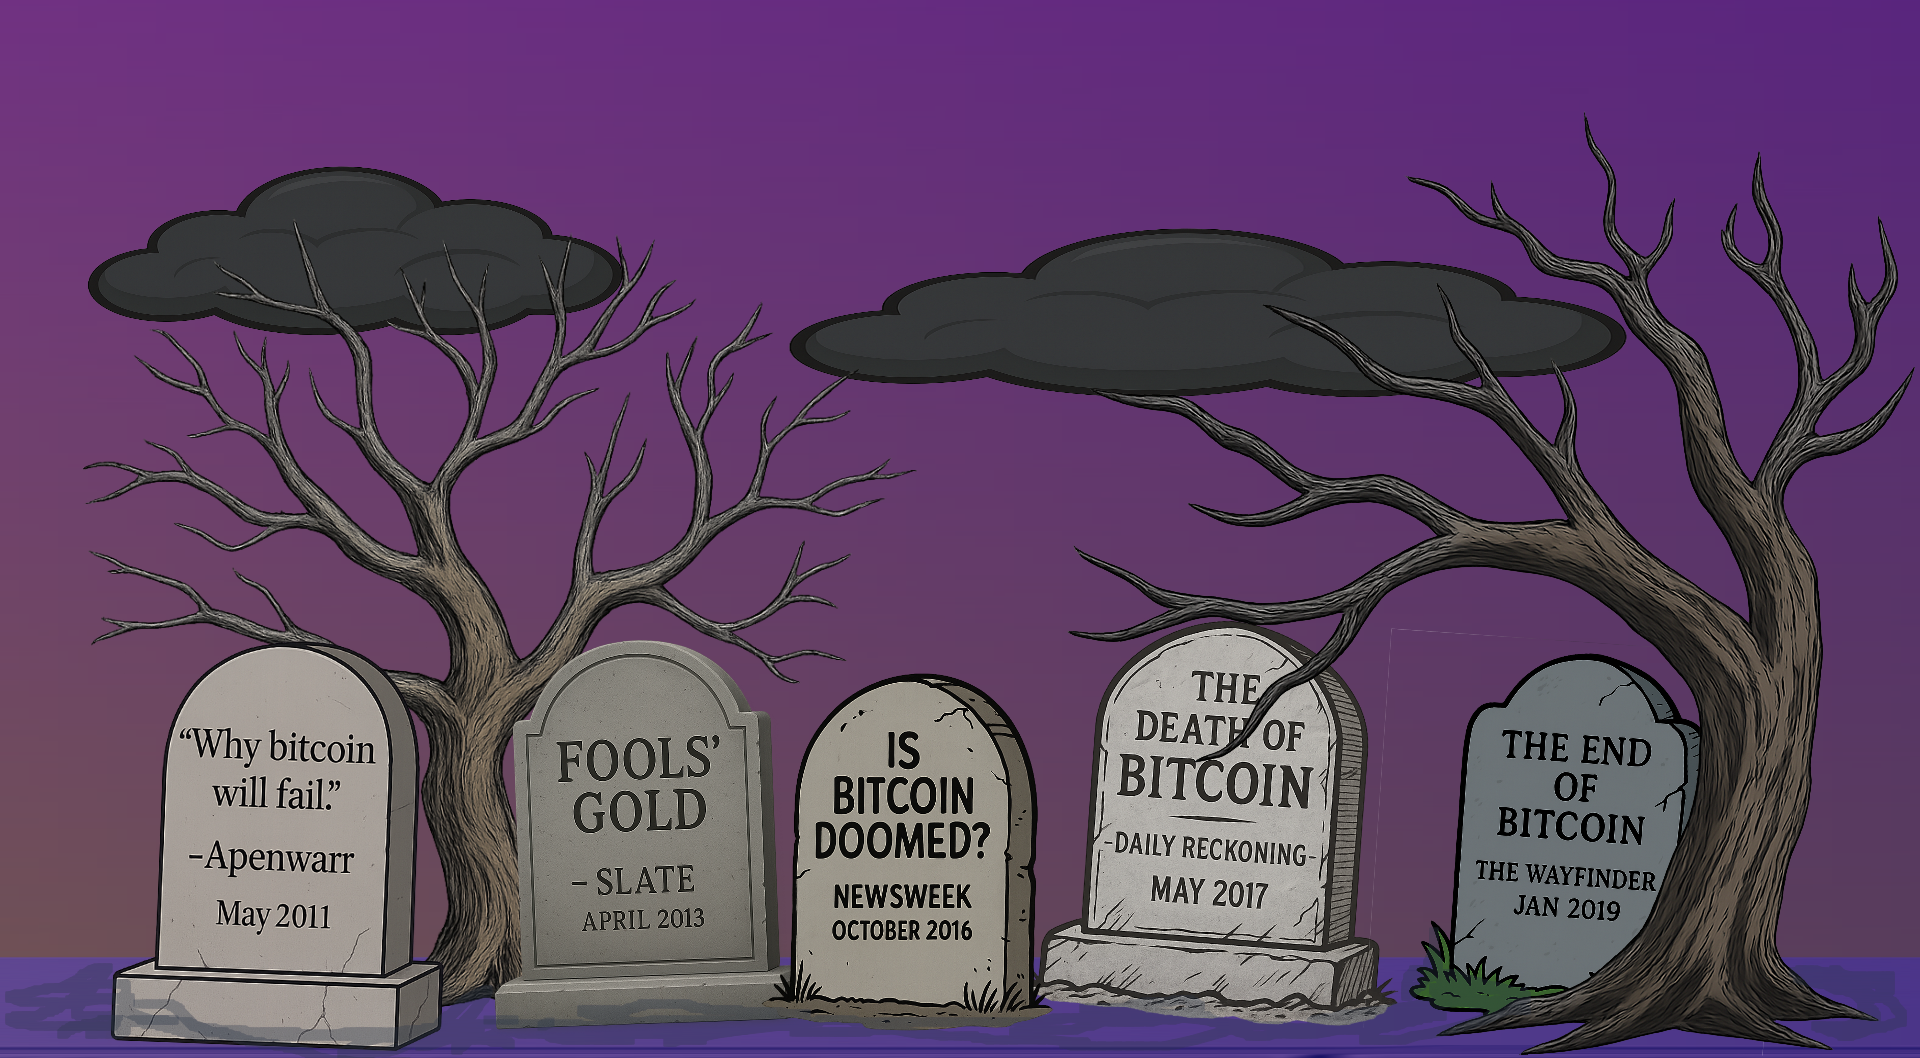 “Why bitcoin
will fail.”
–Apenwarr
May 2011
FOOLS’
GOLD
– SLATE
APRIL 2013
IS
BITCOIN
DOOMED?
NEWSWEEK
OCTOBER 2016
THE
DEATH OF
BITCOIN
-DAILY RECKONING-
MAY 2017
THE END
OF
BITCOIN
THE WAYFINDER
JAN 2019